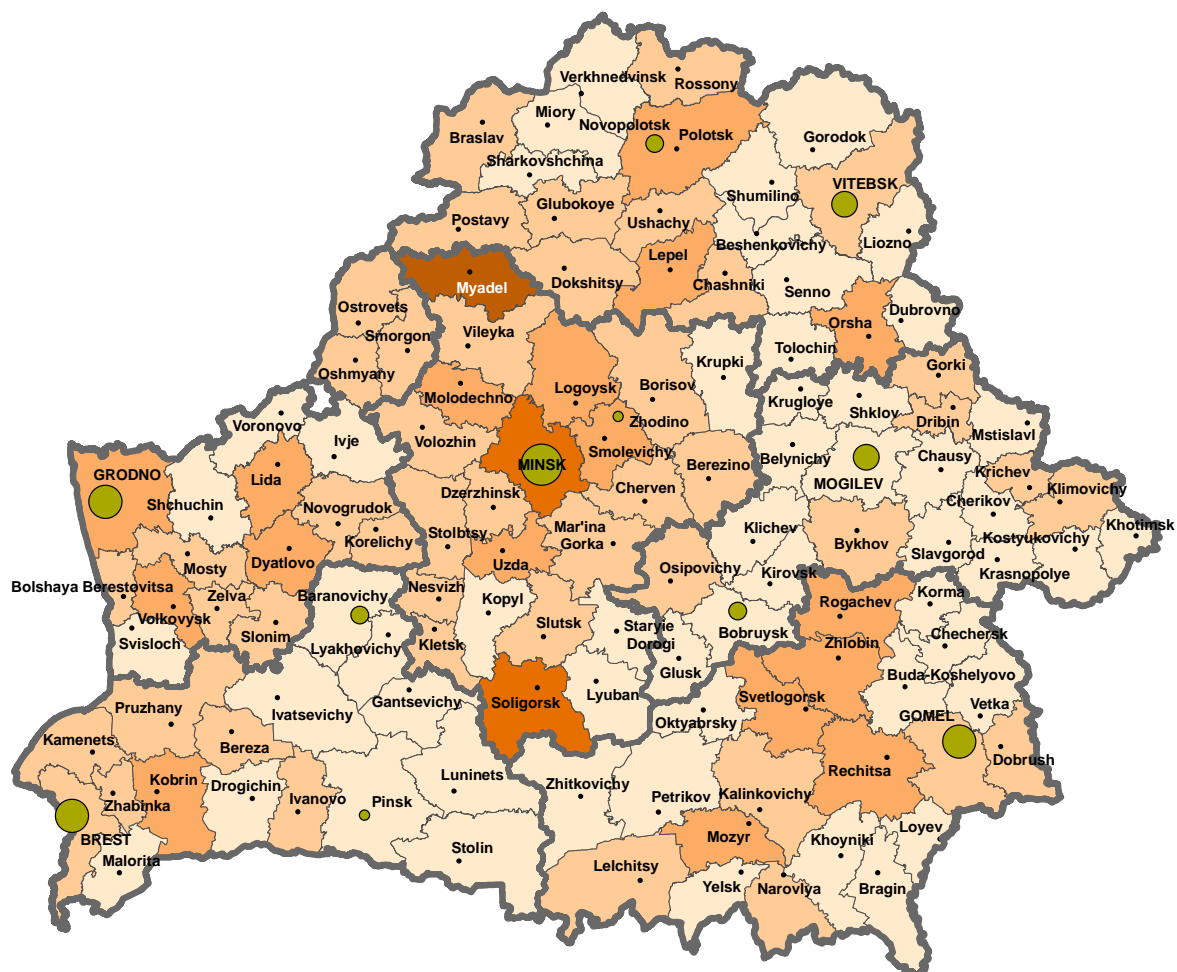 Verkhnedvinsk
Rossony
Miory
Novopolotsk
Polotsk
Braslav
Gorodok
Sharkovshchina
VITEBSK
Shumilino
Glubokoye
Postavy
Ushachy
Beshenkovichy
Liozno
Lepel
Dokshitsy
Chashniki
Senno
Myadel
Ostrovets
Dubrovno
Orsha
Smorgon
Vileyka
Tolochin
Oshmyany
Krupki
Gorki
Logoysk
Borisov
Molodechno
Krugloye
Shklov
Dribin
Mstislavl
Voronovo
Ivje
Volozhin
Zhodino
Smolevichy
Belynichy
Chausy
MINSK
Berezino
MOGILEV
Krichev
Klimovichy
GRODNO
Lida
Shchuchin
Dzerzhinsk
Cherven
Cherikov
Novogrudok
Khotimsk
Stolbtsy
Mar'ina
Gorka
Klichev
Korelichy
Bykhov
Kostyukovichy
Slavgorod
Mosty
Dyatlovo
Uzda
Krasnopolye
Bolshaya Berestovitsa
Osipovichy
Kirovsk
Nesvizh
Baranovichy
Zelva
Kopyl
Rogachev
Korma
Volkovysk
Slonim
Svisloch
Lyakhovichy
Kletsk
Slutsk
Staryie
Dorogi
Bobruysk
Chechersk
Zhlobin
Glusk
Buda-Koshelyovo
Gantsevichy
Soligorsk
Lyuban
Svetlogorsk
Vetka
Ivatsevichy
Pruzhany
Oktyabrsky
GOMEL
Bereza
Kamenets
Dobrush
Rechitsa
Luninets
Zhitkovichy
Kobrin
Drogichin
Zhabinka
Ivanovo
Pinsk
Petrikov
Kalinkovichy
Loyev
BREST
Mozyr
Khoyniki
Malorita
Stolin
Lelchitsy
Yelsk
Narovlya
Bragin